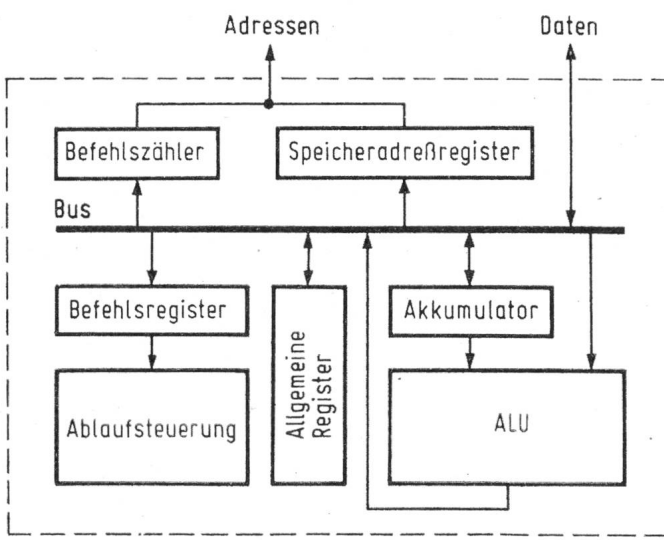 Adressen
Daten
Befehlszähler
Speicheradreßregister
Bus
Befehlsregister
Allgemeine
Register
Akkumulator
Ablaufsteuerung
ALU